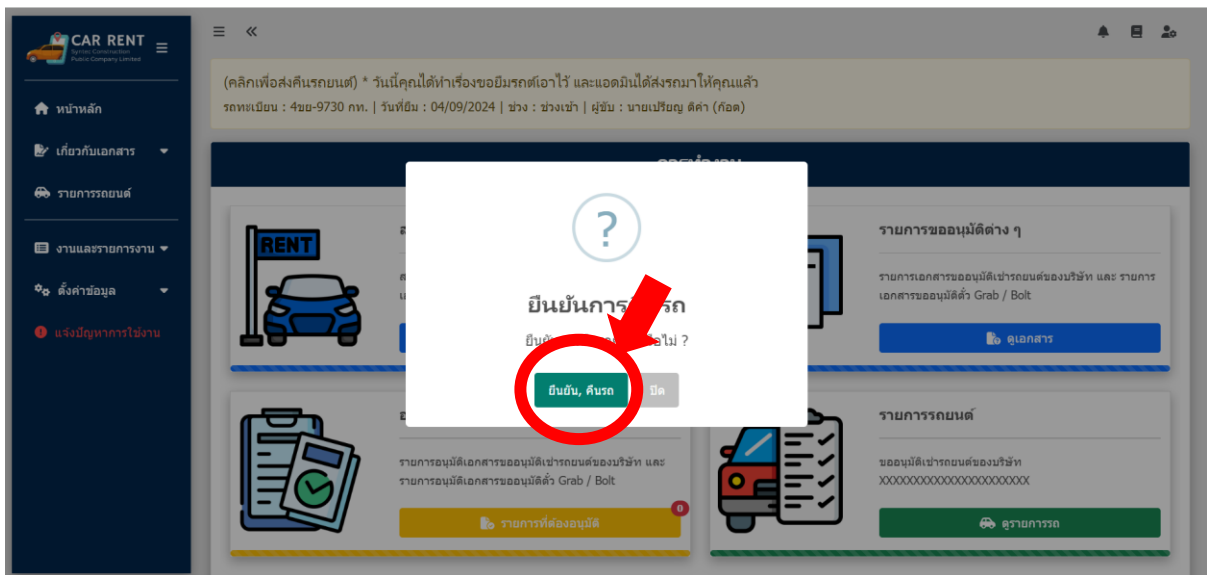 CAR RENT
Syntec Construction
Public Company Limited
หน้าหลัก
เกี่ยวกับเอกสาร
รายการรถยนต์
งานและรายการงาน
ตั้งค่าข้อมูล
แจ้งปัญหาการใช้งาน
(คลิกเพื่อส่งคืนรถยนต์) * วันนี้คุณได้ทำเรื่องขอยืมรถต์เอาไว้ และแอดมินได้ส่งรถมาให้คุณแล้ว
รถทะเบียน : 4ขย-9730 กท. | วันที่ยืม : 04/09/2024 | ช่วง : ช่วงเช้า | ผู้ขับ : นายเปรียญ ดีค่า (ก๊อต)
?
ยืนยันการ รถ
ไม่ ?
ยืนยัน, คืนรถ
ปิด
RENT
รายการขออนุมัติต่าง ๆ
รายการเอกสารขออนุมัติเช่ารถยนต์ของบริษัท และ รายการ
เอกสารขออนุมัติตั๋ว Grab / Bolt
ดูเอกสาร
รายการอนุมัติเอกสารขออนุมัติเช่ารถยนต์ของบริษัท และ
รายการอนุมัติเอกสารขออนุมัติตั๋ว Grab / Bolt
0
รายการที่ต้องอนุมัติ
รายการรถยนต์
ขออนุมัติเช่ารถยนต์ของบริษัท
XXXXXXXXXXXXXXXXXXXXXXX
ดูรายการรถ